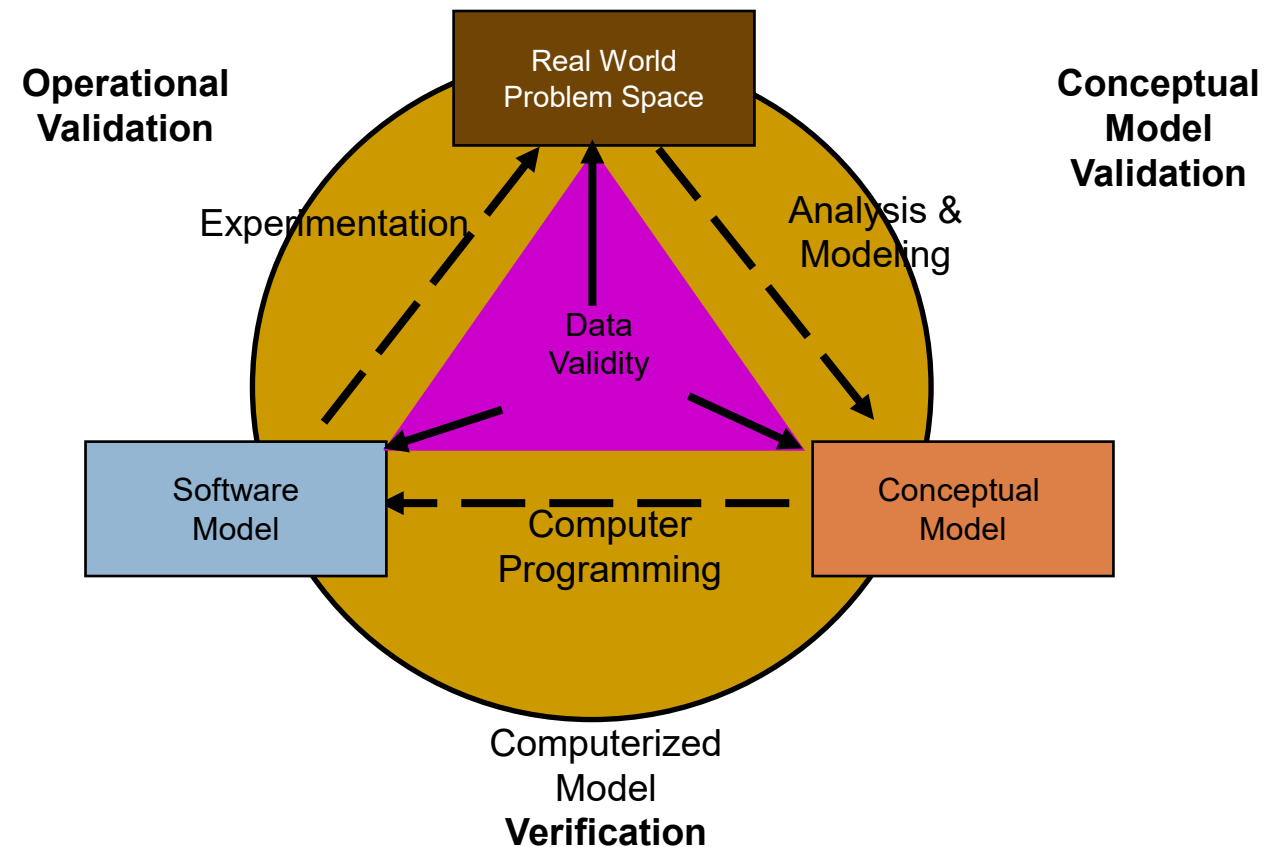 Real World
Problem Space
Operational
Validation
Conceptual
Model
Validation
Experimentation
Analysis &
Modeling
Data
Validity
Software
Model
Conceptual
Model
Computer
Programming
Computerized
Model
Verification